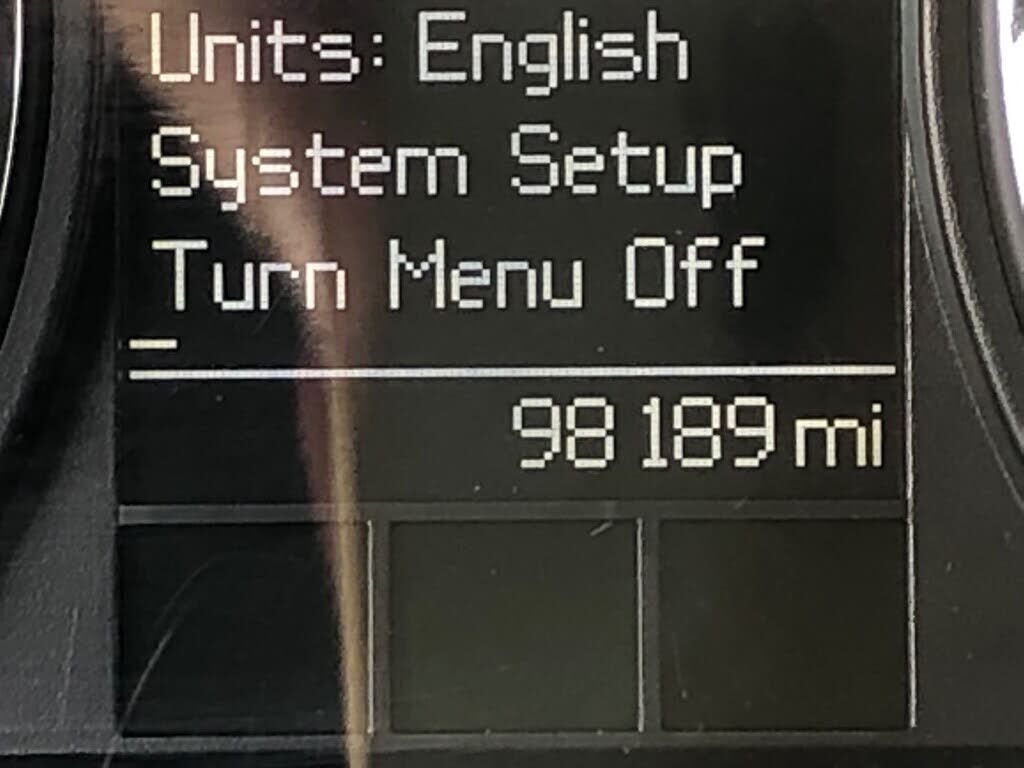 Units: English
System Setup
Turn Menu Off
98 189 mi